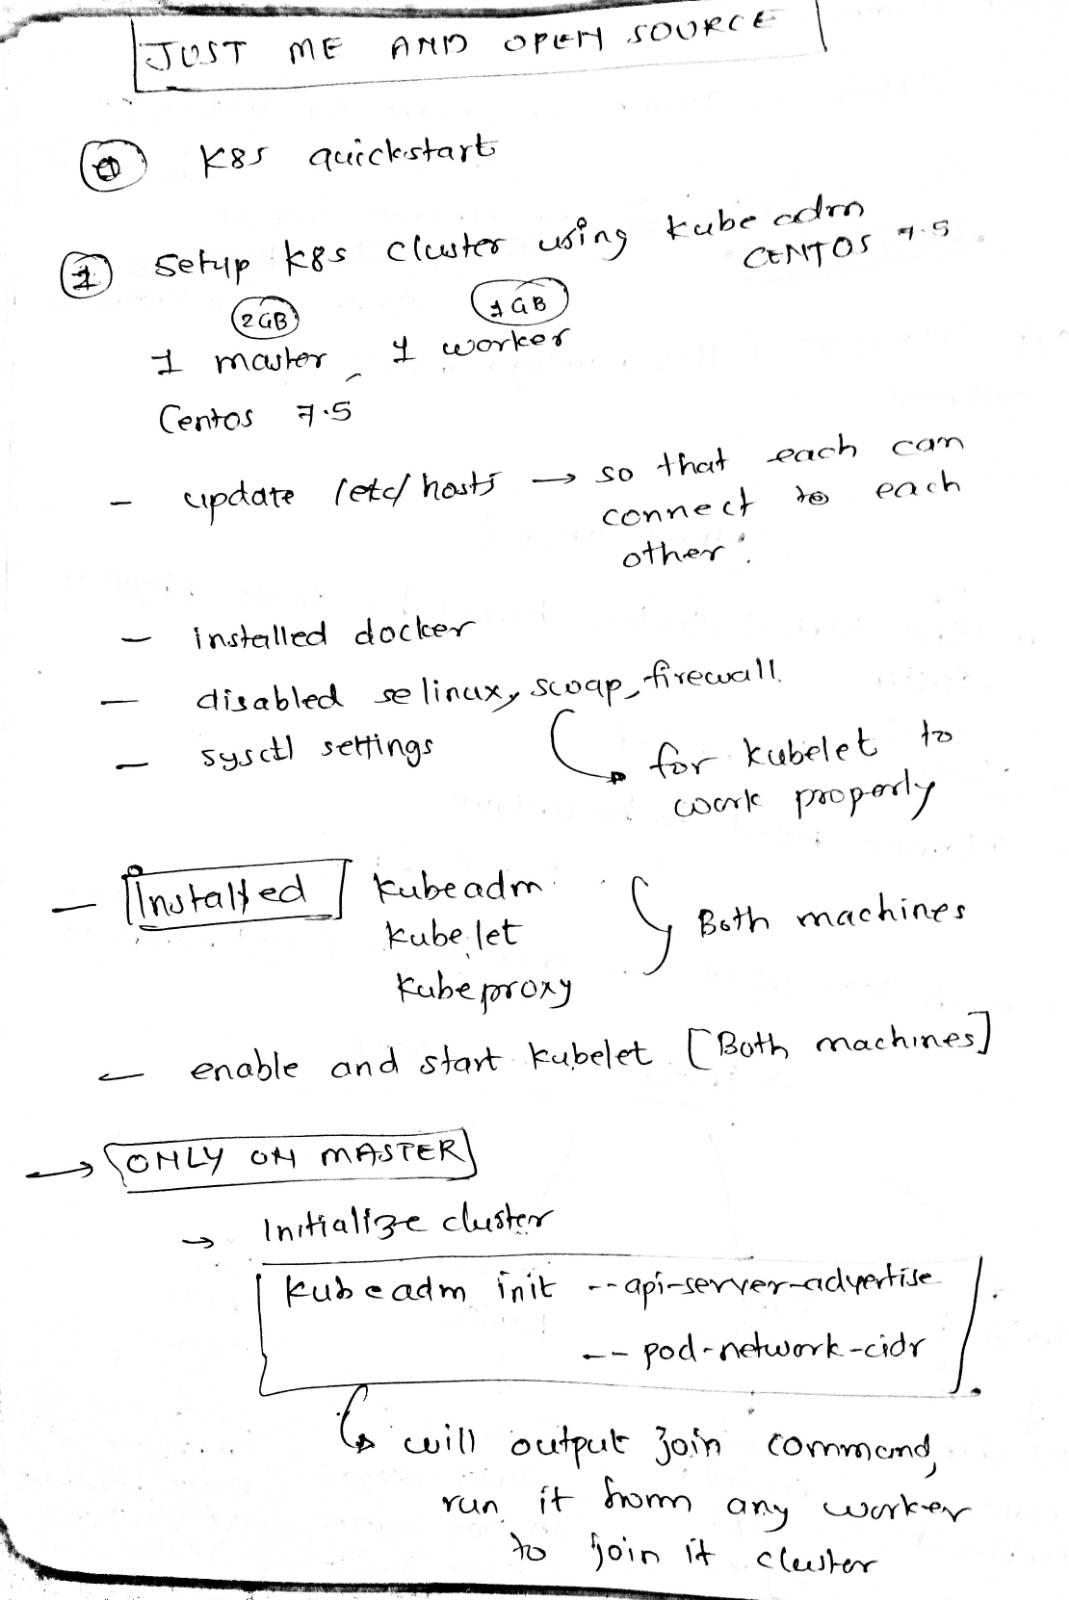 JUST ME AND OPEN SOURCE
K8s quickstart
1 Setup k8s cluster using kubeadm
CENTOS 7.5
2GB 1GB
1 master, 1 worker
Centos 7.5
- update /etc/hosts → so that each can
connect to each
other.
- installed docker
- disabled selinux, swap, firewall.
- sysctl settings
for kubelet to
work properly
- Installed kubeadm
kubelet
kubeproxy
Both machines
- enable and start kubelet [Both machines]
→ ONLY ON MASTER
→ Initialize cluster
kubeadm init --api-server-advertise
-- pod-network-cidr
will output join command,
run it from any worker
to join it cluster